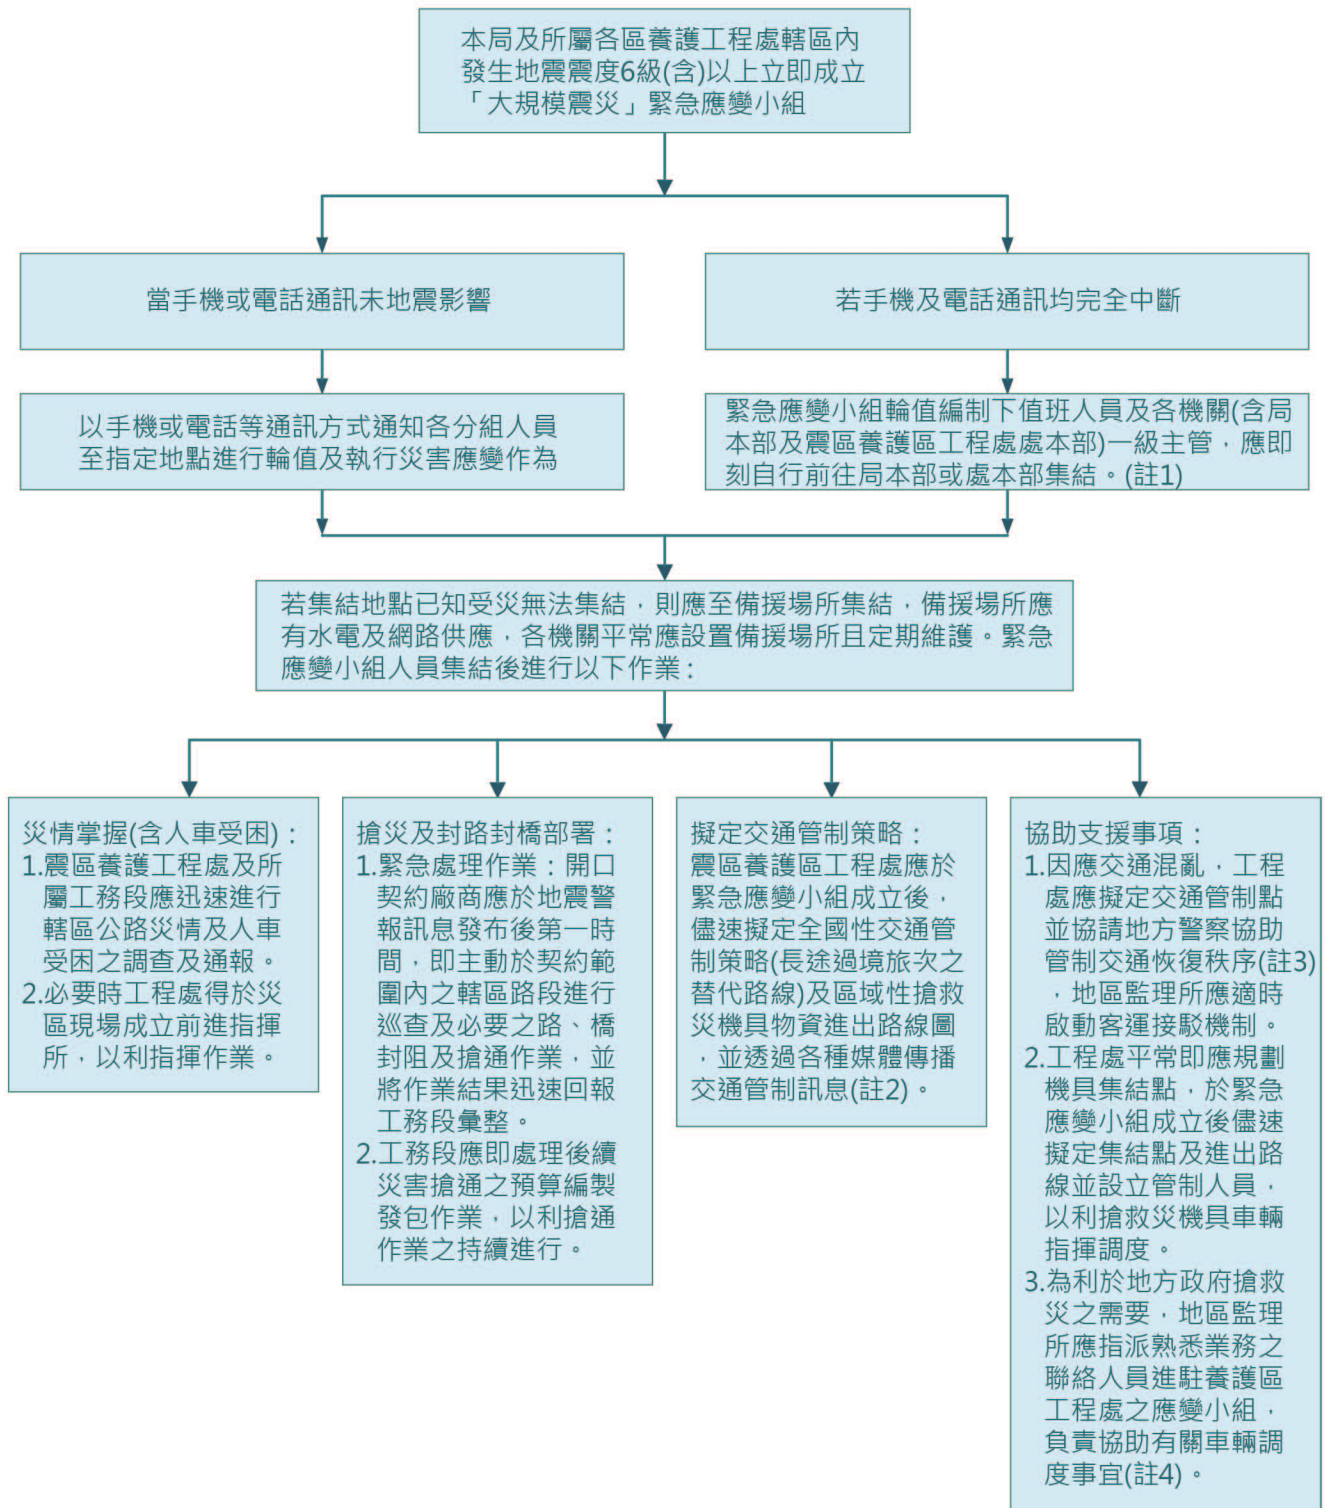 本局及所屬各區養護工程處轄區內
發生地震震度6級(含)以上立即成立
「大規模震災」緊急應變小組
當手機或電話通訊未地震影響
若手機及電話通訊均完全中斷
以手機或電話等通訊方式通知各分組人員
至指定地點進行輪值及執行災害應變作為
緊急應變小組輪值編制下值班人員及各機關(含局
本部及震區養護區工程處處本部)一級主管，應即
刻自行前往局本部或處本部集結。(註1)
若集結地點已知受災無法集結，則應至備援場所集結，備援場所應
有水電及網路供應，各機關平常應設置備援場所且定期維護。緊急
應變小組人員集結後進行以下作業：
災情掌握(含人車受困)：
1.震區養護工程處及所
屬工務段應迅速進行
轄區公路災情及人車
受困之調查及通報。
2.必要時工程處得於災
區現場成立前進指揮
所，以利指揮作業。
搶災及封路封橋部署：
1.緊急處理作業：開口
契約廠商應於地震警
報訊息發布後第一時
間，即主動於契約範
圍內之轄區路段進行
巡查及必要之路、橋
封阻及搶通作業，並
將作業結果迅速回報
工務段彙整。
2.工務段應即處理後續
災害搶通之預算編製
發包作業，以利搶通
作業之持續進行。
擬定交通管制策略：
震區養護區工程處應於
緊急應變小組成立後，
儘速擬定全國性交通管
制策略(長途過境旅次之
替代路線)及區域性搶救
災機具物資進出路線圖
，並透過各種媒體傳播
交通管制訊息(註2)。
協助支援事項：
1.因應交通混亂，工程
處應擬定交通管制點
並協請地方警察協助
管制交通恢復秩序(註3)
，地區監理所應適時
啟動客運接駁機制。
2.工程處平常即應規劃
機具集結點，於緊急
應變小組成立後儘速
擬定集結點及進出路
線並設立管制人員，
以利搶救災機具車輛
指揮調度。
3.為利於地方政府搶救
災之需要，地區監理
所應指派熟悉業務之
聯絡人員進駐養護區
工程處之應變小組，
負責協助有關車輛調
度事宜(註4)。